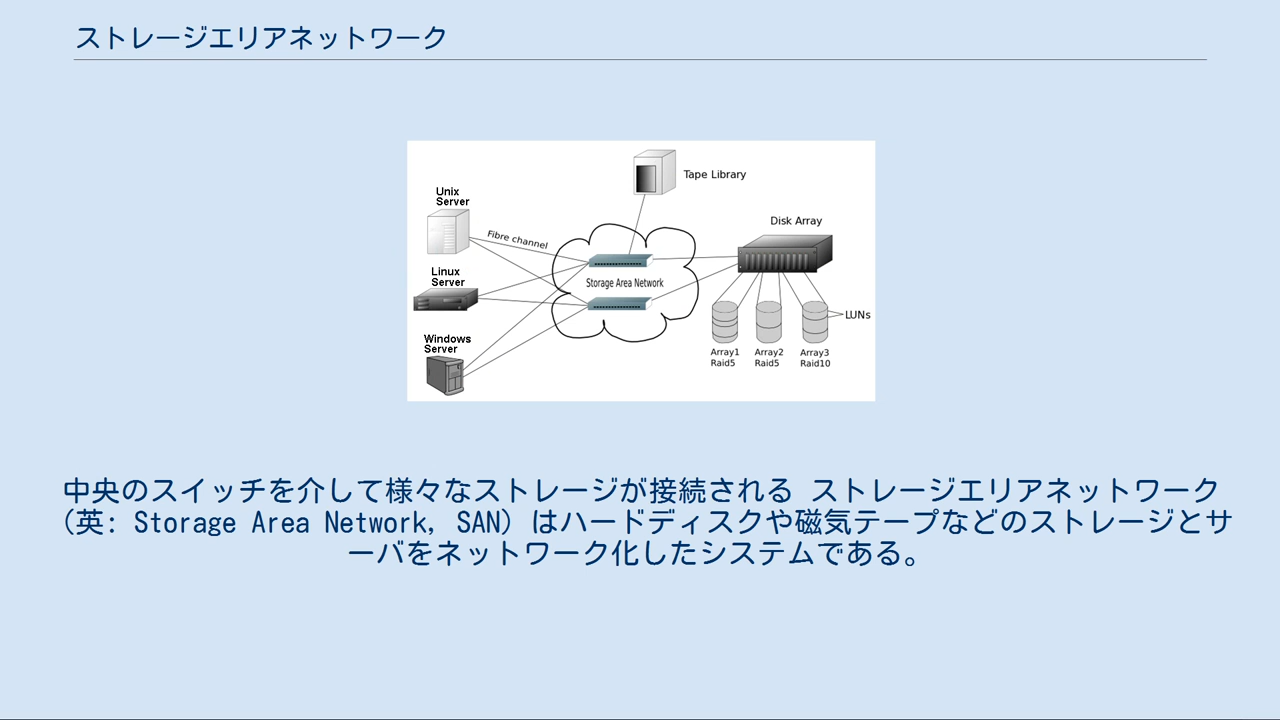 ストレージエリアネットワーク
Tape Library
Unix
Server
Disk Array
Fibre channel
Linux
Server
Storage Area Network
LUNs
Windows
Server
Array1
Raid5
Array2
Raid5
Array3
Raid10
中央のスイッチを介して様々なストレージが接続される ストレージエリアネットワーク
(英: Storage Area Network, SAN) はハードディスクや磁気テープなどのストレージとサ
ーバをネットワーク化したシステムである。